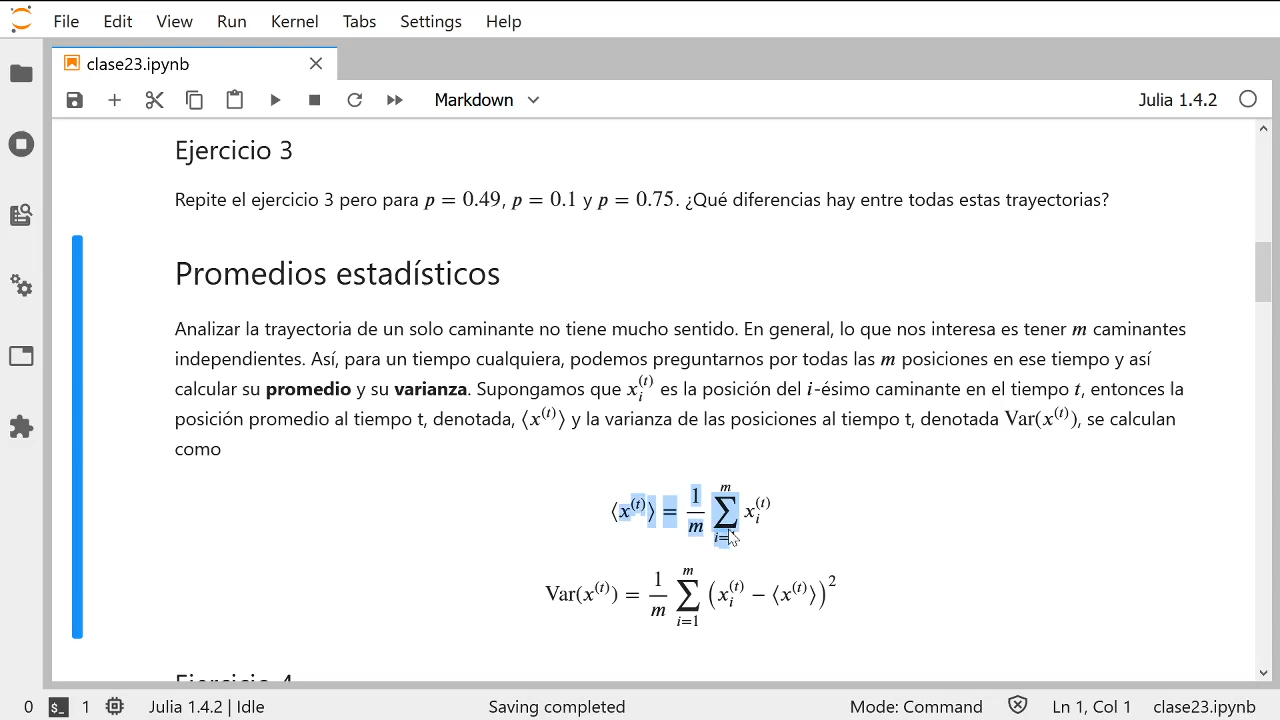 File Edit View Run Kernel Tabs Settings Help
clase23.ipynb
Markdown
Julia 1.4.2
Ejercicio 3
Repite el ejercicio 3 pero para p = 0.49, p = 0.1 y p = 0.75. ¿Qué diferencias hay entre todas estas trayectorias?
Promedios estadísticos
Analizar la trayectoria de un solo caminante no tiene mucho sentido. En general, lo que nos interesa es tener m caminantes
independientes. Así, para un tiempo cualquiera, podemos preguntarnos por todas las m posiciones en ese tiempo y así
calcular su promedio y su varianza. Supongamos que x_i^(t) es la posición del i-ésimo caminante en el tiempo t, entonces la
posición promedio al tiempo t, denotada, ⟨x^(t)⟩ y la varianza de las posiciones al tiempo t, denotada Var(x^(t)), se calculan
como
⟨x^(t)⟩ = 1/m ∑_{i=1}^m x_i^(t)
Var(x^(t)) = 1/m ∑_{i=1}^m (x_i^(t) − ⟨x^(t)⟩)^2
Ejercicio 4
0 $_ 1 Julia 1.4.2 | Idle Saving completed Mode: Command Ln 1, Col 1 clase23.ipynb